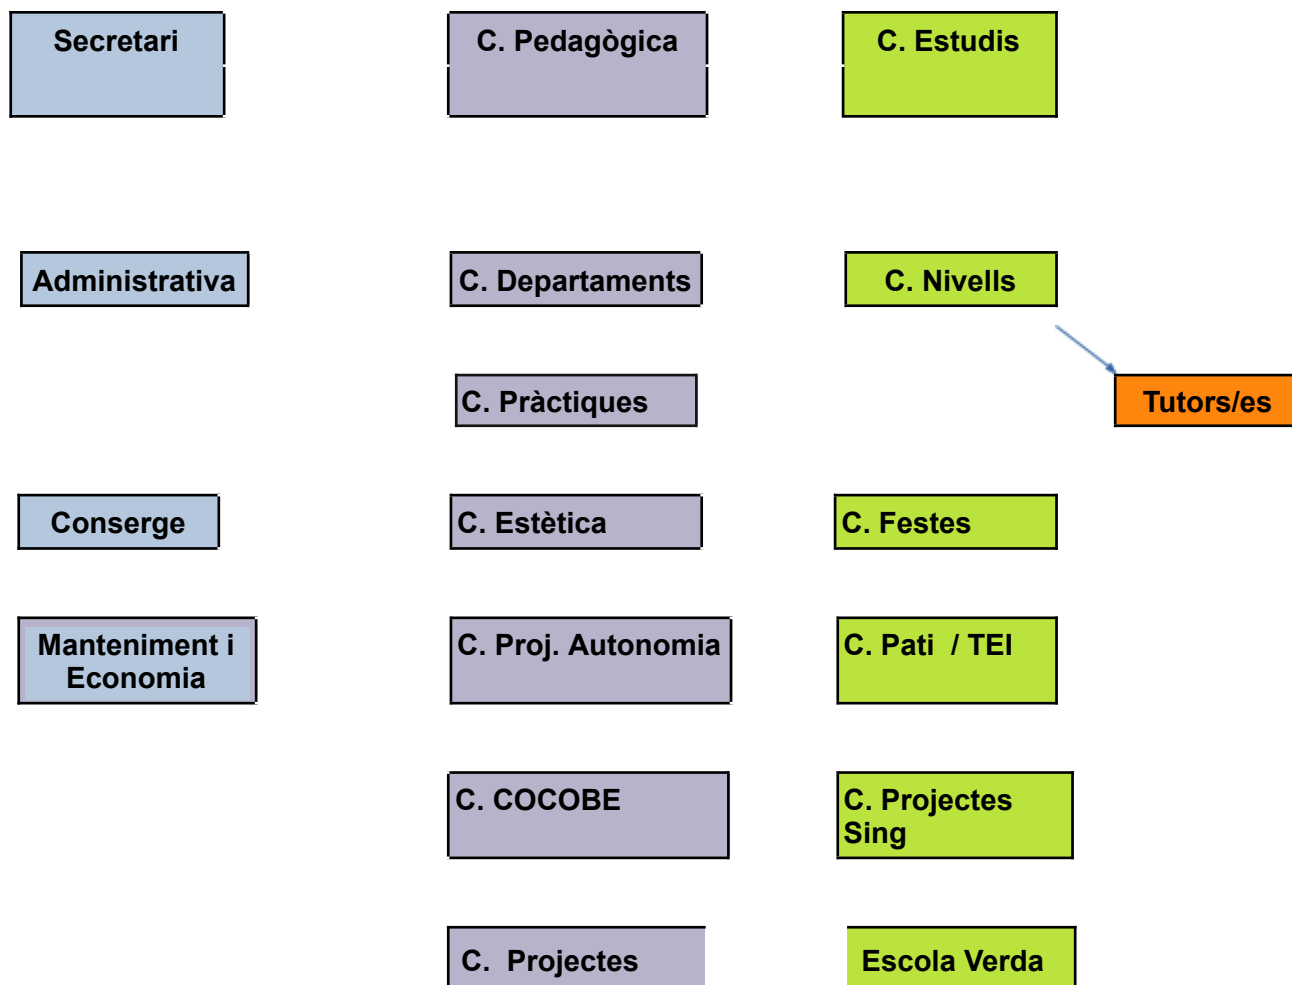 Secretari
C. Pedagògica
C. Estudis
Administrativa
C. Departaments
C. Nivells
C. Pràctiques
Tutors/es
Conserge
C. Estètica
C. Festes
Manteniment i
Economia
C. Proj. Autonomia
C. Pati / TEI
C. COCOBE
C. Projectes
Sing
C. Projectes
Escola Verda